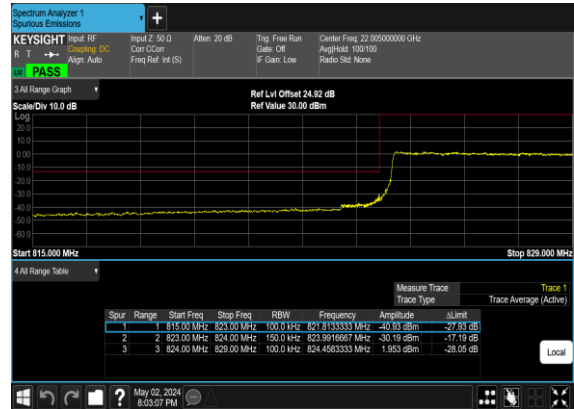 Spectrum Analyzer 1
Spurious Emissions
KEYSIGHT Input: RF Input Z: 50 Ω Atten: 20 dB Trig: Free Run Center Freq: 22.005000000 GHz
R T Coupling: DC Corr CCorr Gate: Off Avg|Hold: 100/100
Align: Auto Freq Ref: Int (S) IF Gain: Low Radio Std: None
PASS
3 All Range Graph
Ref Lvl Offset 24.92 dB
Scale/Div 10.0 dB Ref Value 30.00 dBm
Log
20.0
10.0
0.00
-10.0
-20.0
-30.0
-40.0
-50.0
-60.0
Start 815.000 MHz Stop 829.000 MHz
4 All Range Table
Measure Trace Trace 1
Trace Type Trace Average (Active)
Spur Range Start Freq Stop Freq RBW Frequency Amplitude ΔLimit
1 1 815.00 MHz 823.00 MHz 100.0 kHz 821.8133333 MHz -40.93 dBm -27.93 dB
2 2 823.00 MHz 824.00 MHz 150.0 kHz 823.9916667 MHz -30.19 dBm -17.19 dB
3 3 824.00 MHz 829.00 MHz 100.0 kHz 824.4583333 MHz 1.953 dBm -28.05 dB
Local
May 02, 2024
8:03:07 PM